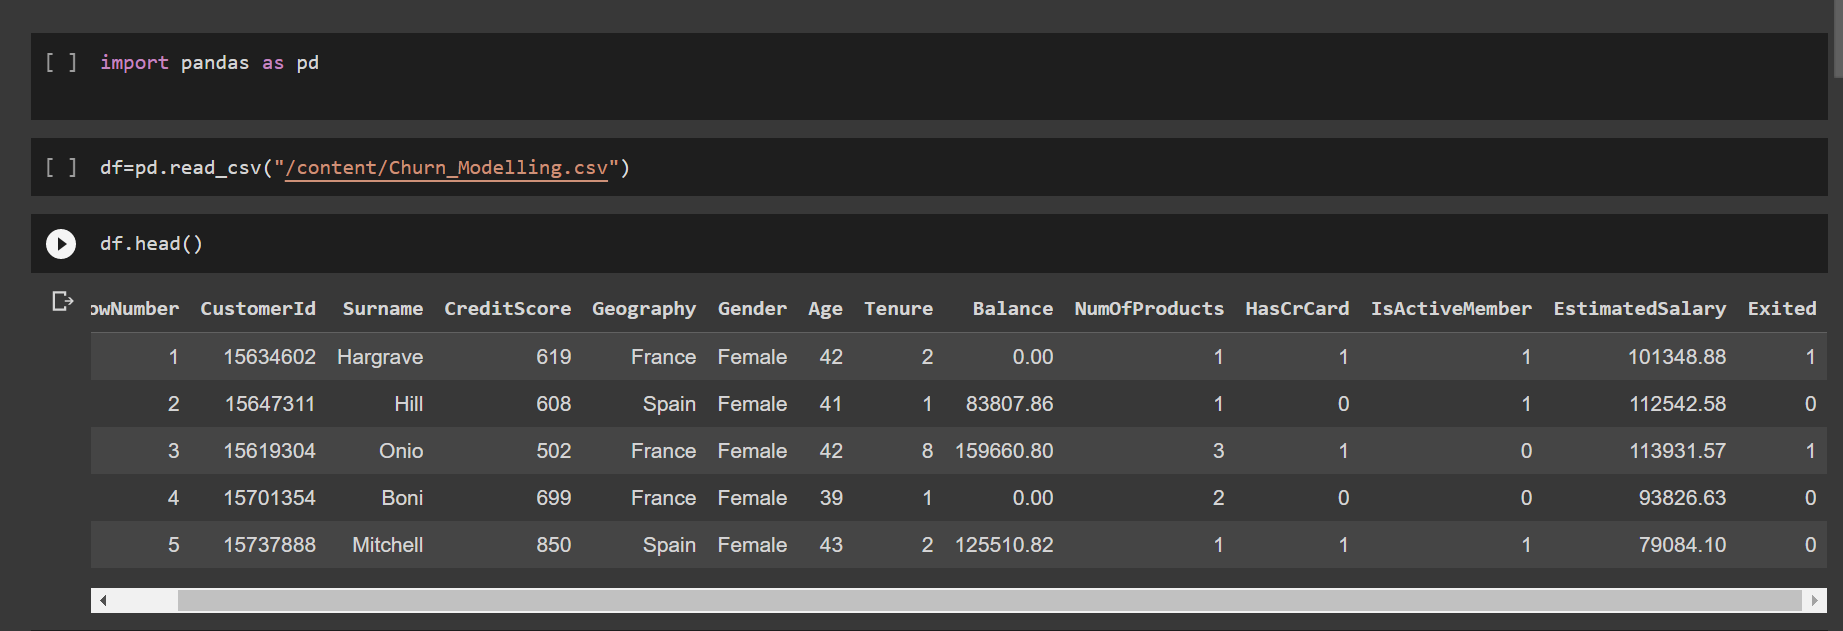 [ ] import pandas as pd
[ ] df=pd.read_csv("/content/Churn_Modelling.csv")
df.head()
owNumber CustomerId Surname CreditScore Geography Gender Age Tenure Balance NumOfProducts HasCrCard IsActiveMember EstimatedSalary Exited
1 15634602 Hargrave 619 France Female 42 2 0.00 1 1 1 101348.88 1
2 15647311 Hill 608 Spain Female 41 1 83807.86 1 0 1 112542.58 0
3 15619304 Onio 502 France Female 42 8 159660.80 3 1 0 113931.57 1
4 15701354 Boni 699 France Female 39 1 0.00 2 0 0 93826.63 0
5 15737888 Mitchell 850 Spain Female 43 2 125510.82 1 1 1 79084.10 0